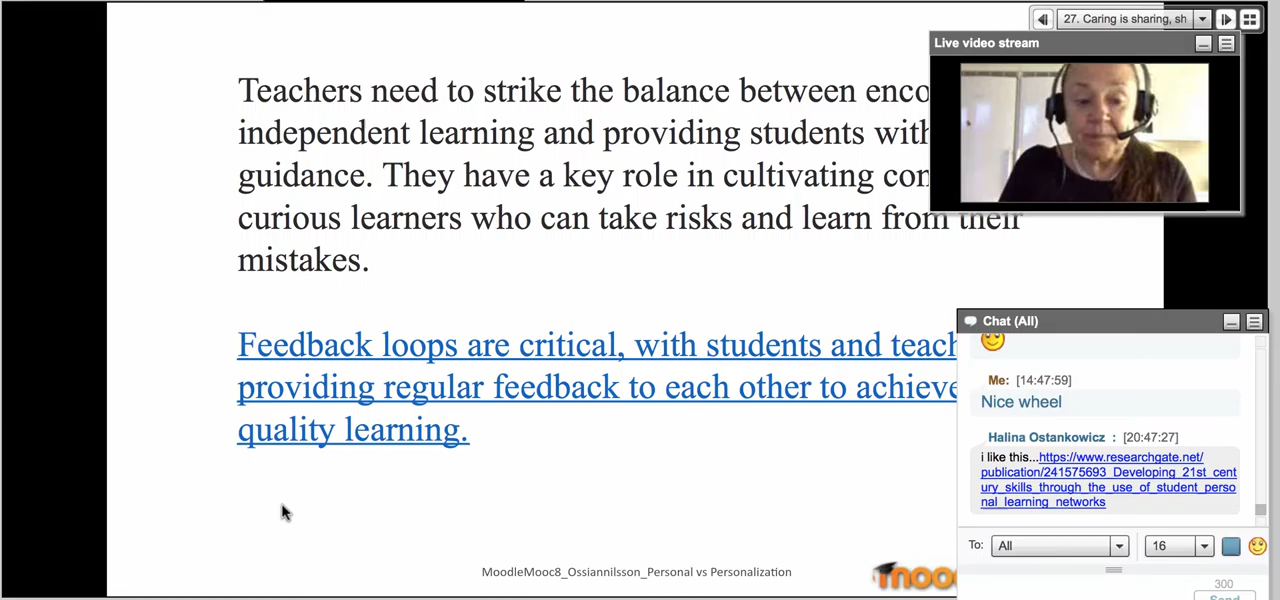 27. Caring is sharing, sh
Live video stream
Teachers need to strike the balance between enco
independent learning and providing students with
guidance. They have a key role in cultivating con
curious learners who can take risks and learn from their
mistakes.
Feedback loops are critical, with students and teach
providing regular feedback to each other to achieve
quality learning.
Chat (All)
Me: [14:47:59]
Nice wheel
Halina Ostankowicz : [20:47:27]
i like this...https://www.researchgate.net/
publication/241575693_Developing_21st_cent
ury_skills_through_the_use_of_student_perso
nal_learning_networks
To: All 16
300
Send
MoodleMooc8_Ossiannilsson_Personal vs Personalization
mooc